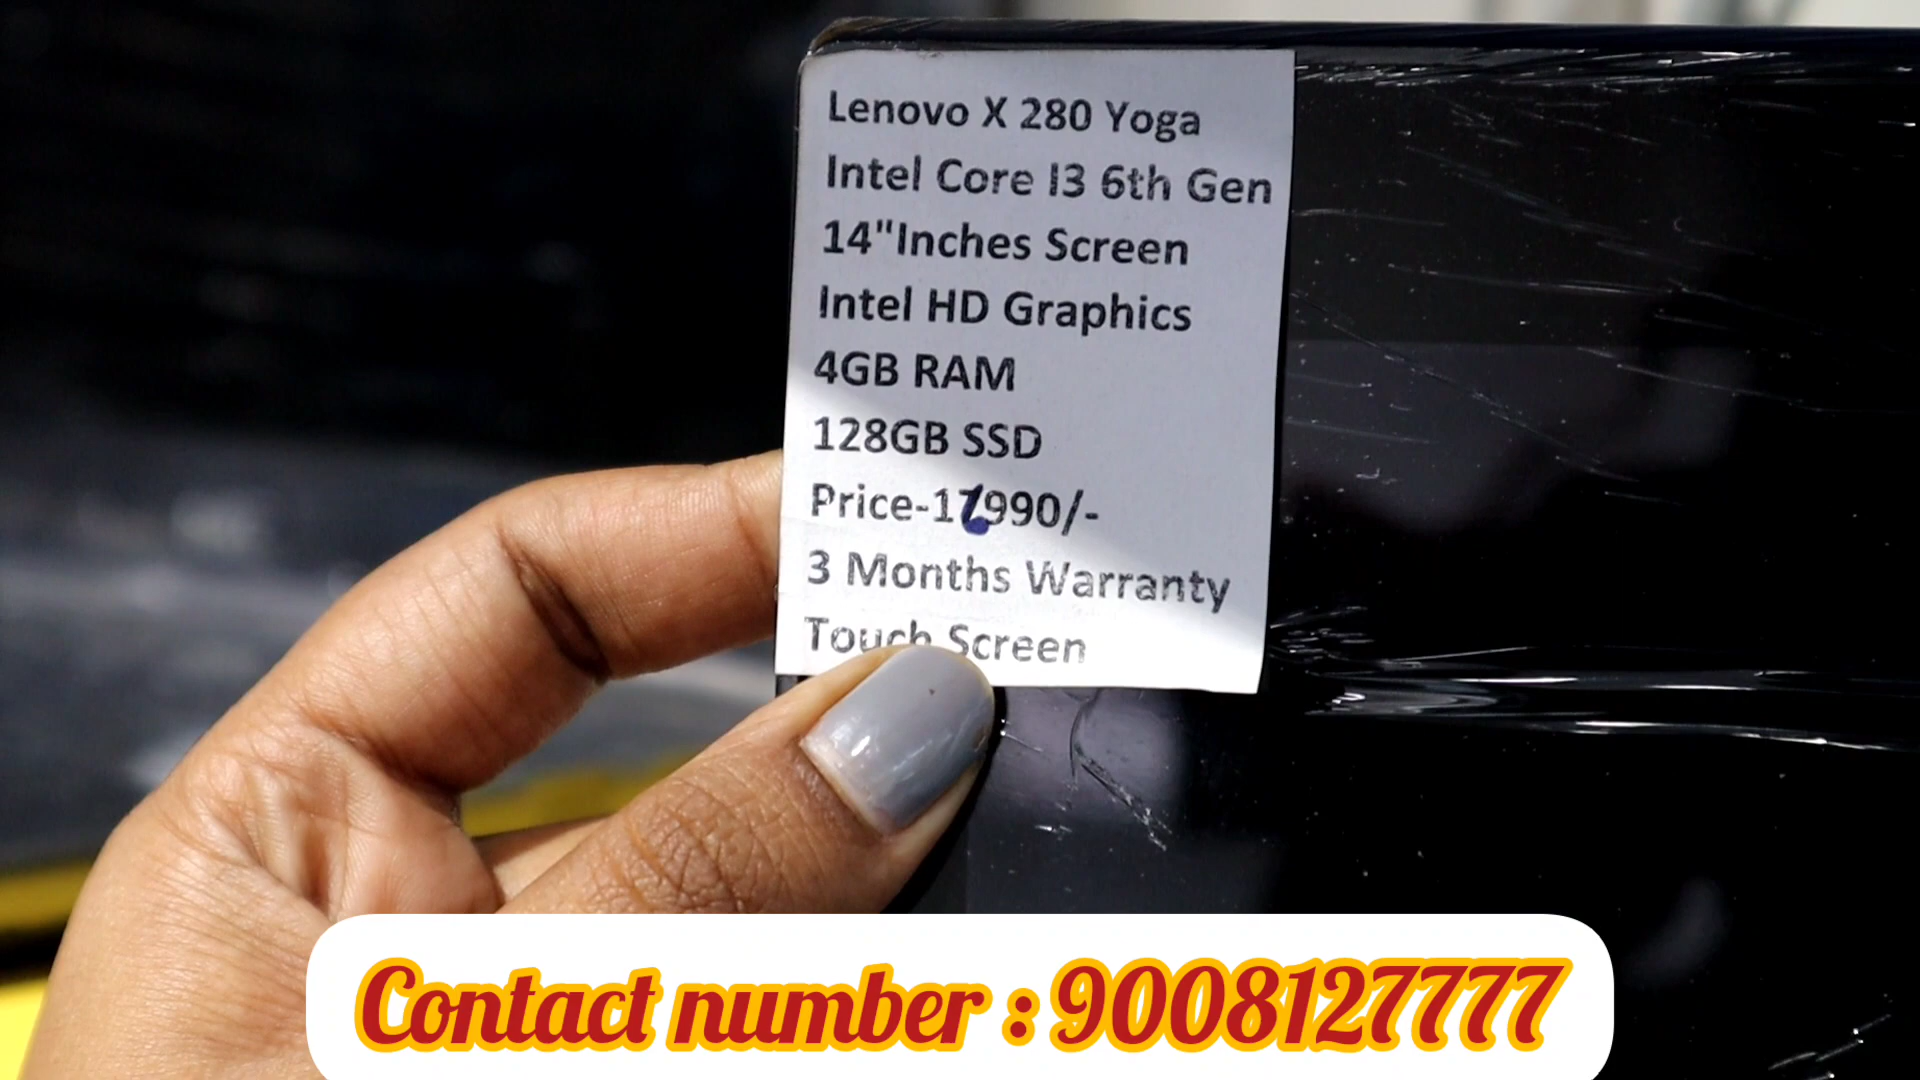 Lenovo X 280 Yoga
Intel Core I3 6th Gen
14"Inches Screen
Intel HD Graphics
4GB RAM
128GB SSD
3 Months Warranty
Touch Screen
Contact number : 9008127777